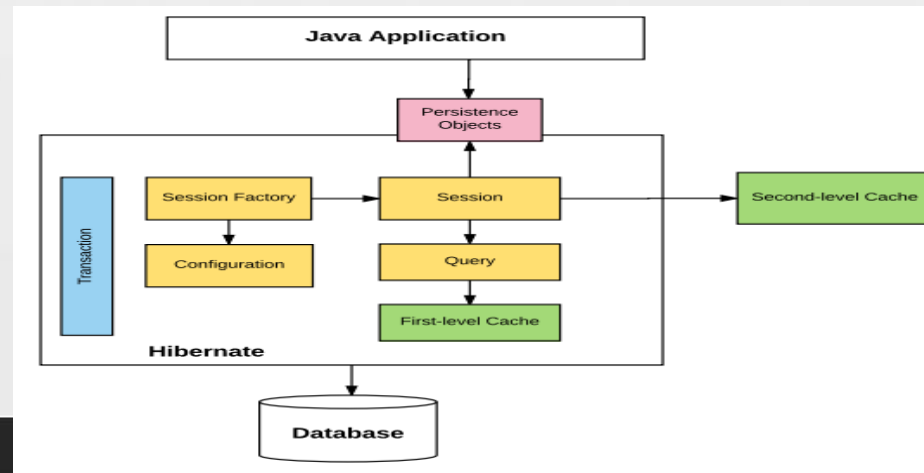 Java Application
Persistence
Objects
Session Factory
Session
Second-level Cache
Transaction
Configuration
Query
First-level Cache
Hibernate
Database